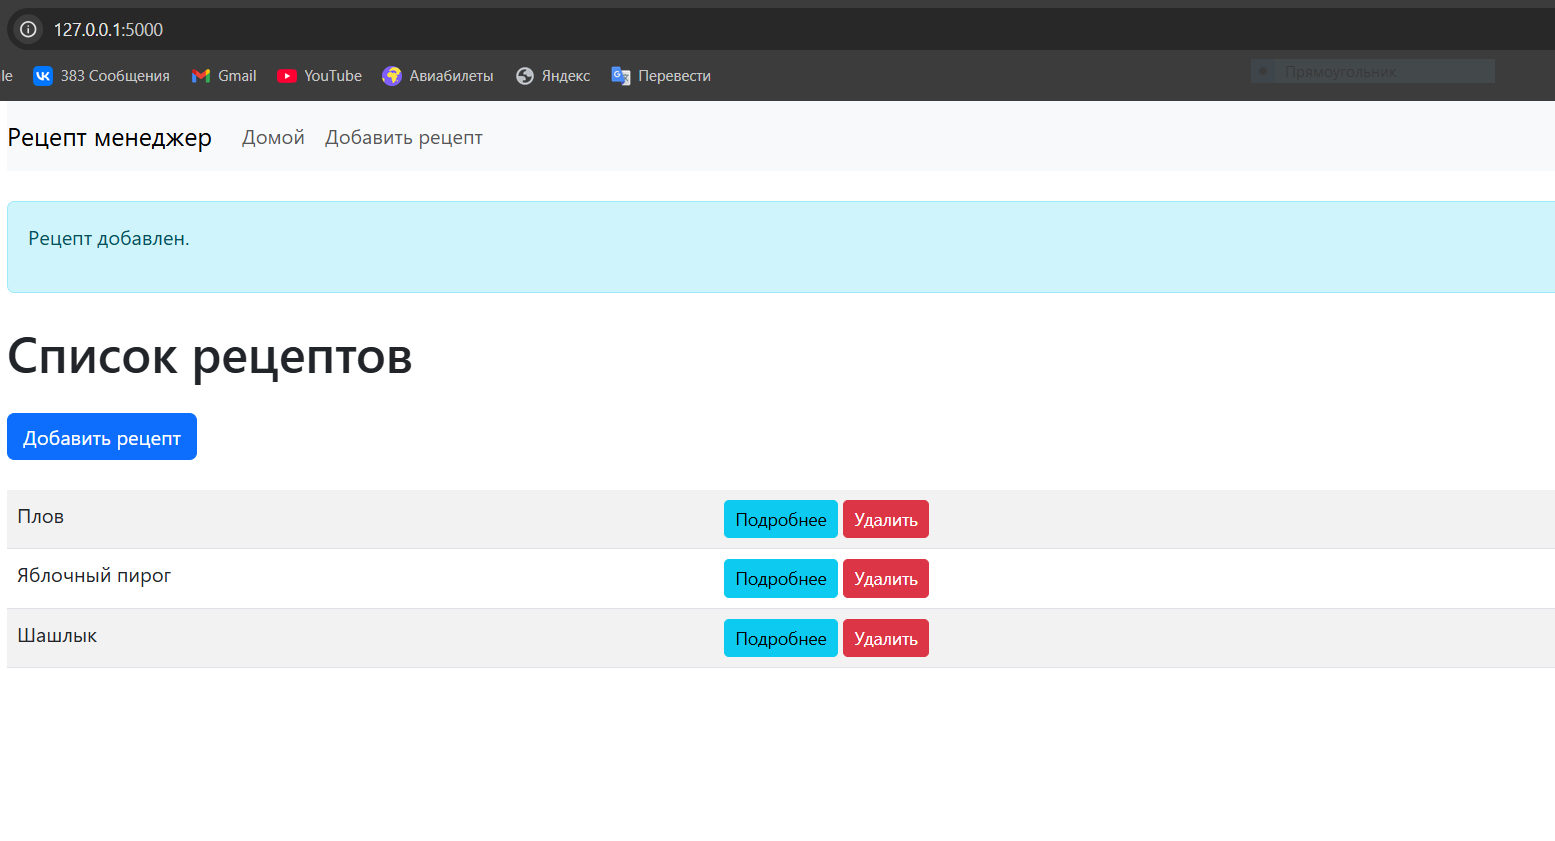 127.0.0.1:5000
le 383 Сообщения Gmail YouTube Авиабилеты Яндекс Перевести Прямоугольник
Рецепт менеджер Домой Добавить рецепт
Рецепт добавлен.
Список рецептов
Добавить рецепт
Плов Подробнее Удалить
Яблочный пирог Подробнее Удалить
Шашлык Подробнее Удалить